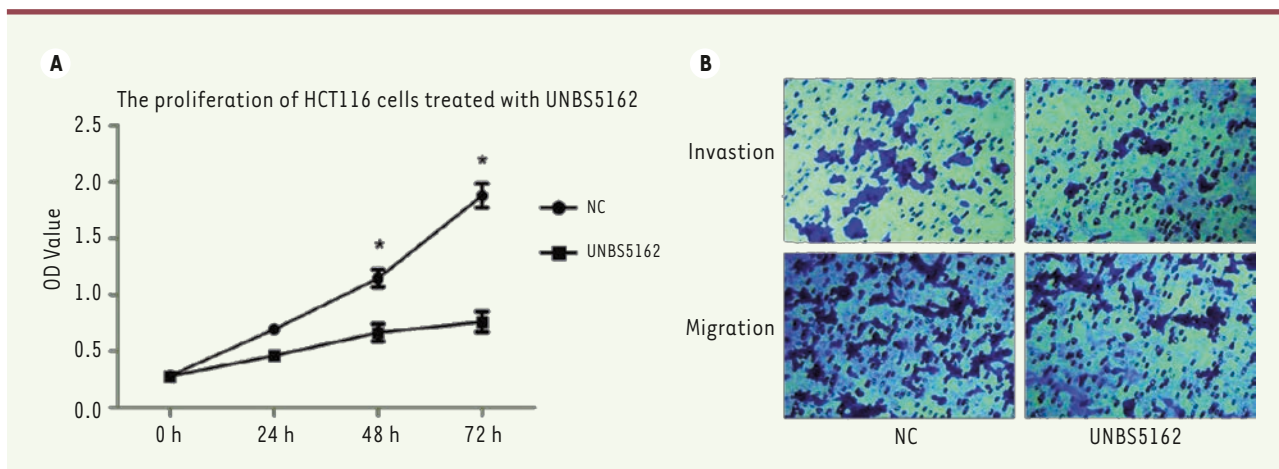 A
The proliferation of HCT116 cells treated with UNBS5162
OD Value
2.5
2.0
1.5
1.0
0.5
0.0
0 h 24 h 48 h 72 h
*
*
NC
UNBS5162
B
Invastion
Migration
NC UNBS5162